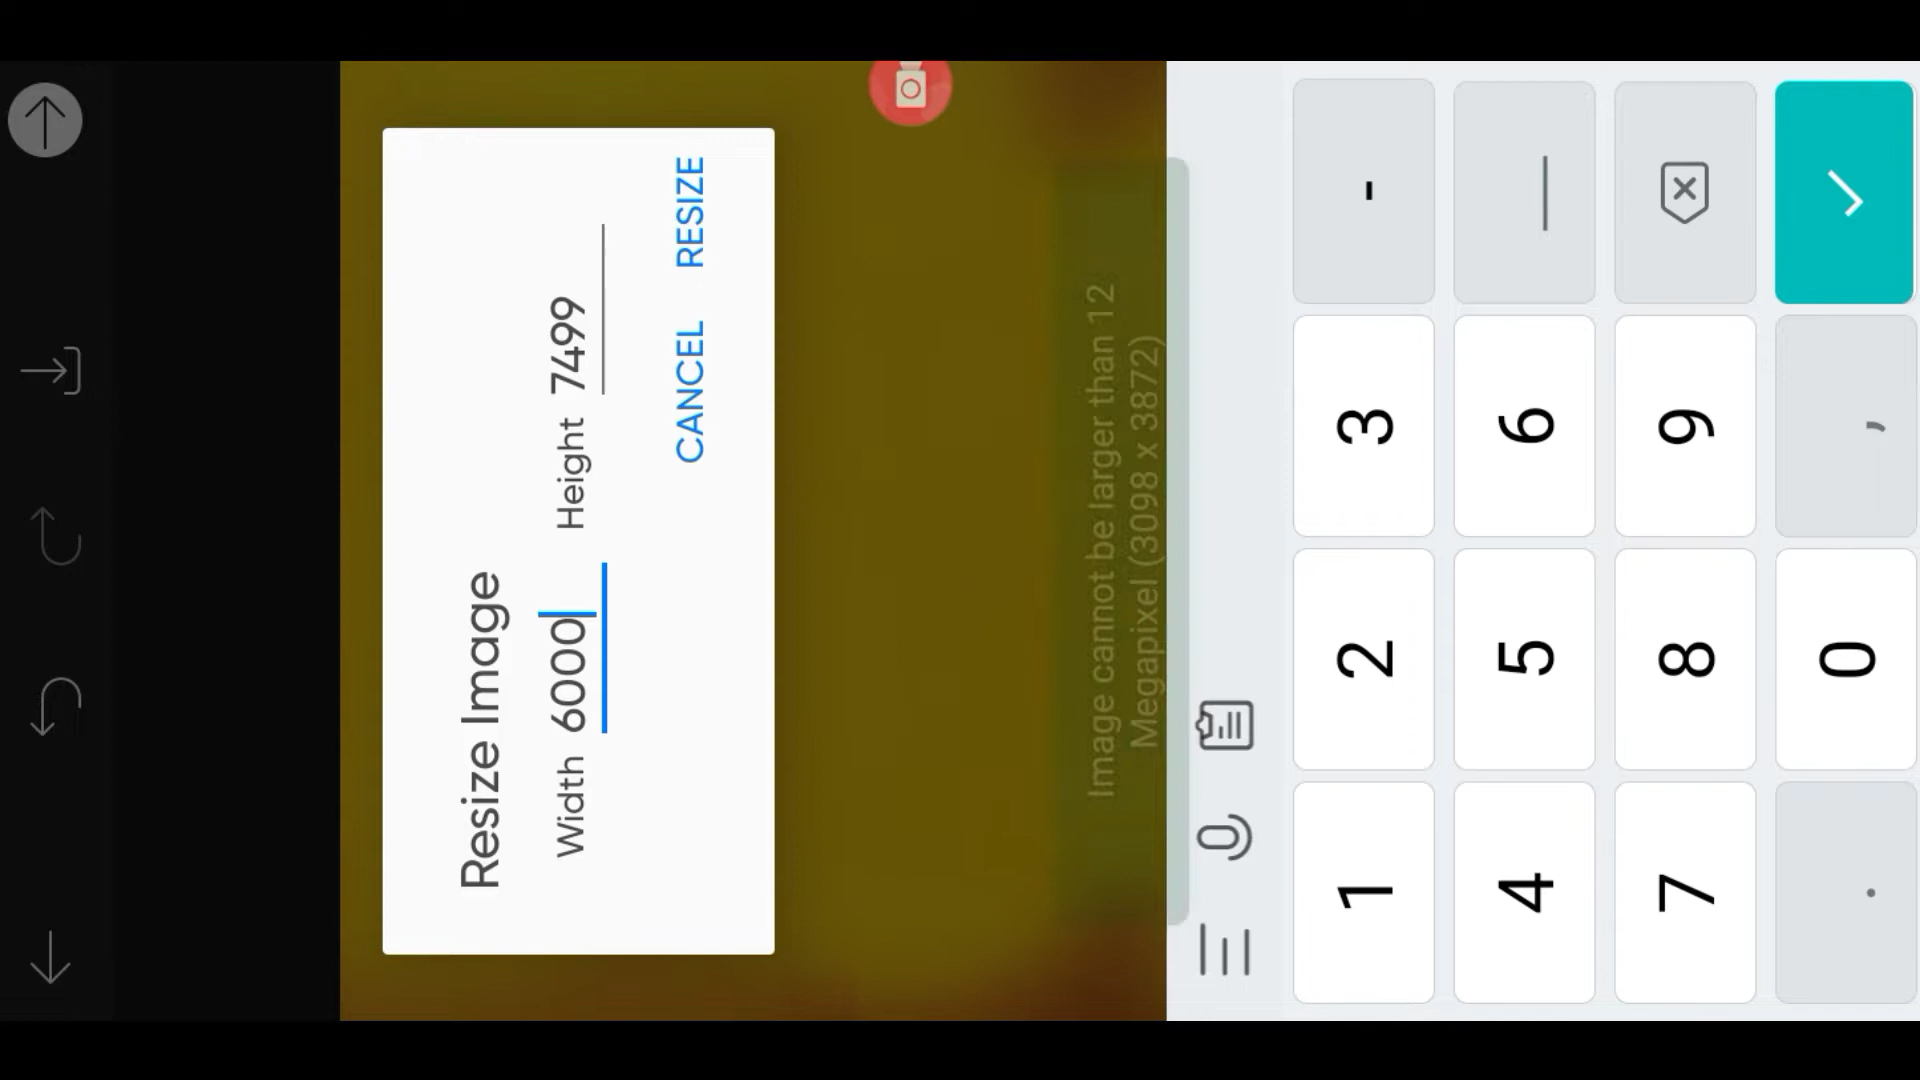 Resize Image
Width 6000 Height 7499
CANCEL RESIZE
Image cannot be larger than 12
Megapixel (3098 x 3872)
1 2 3 -
4 5 6
7 8 9
. 0 ,